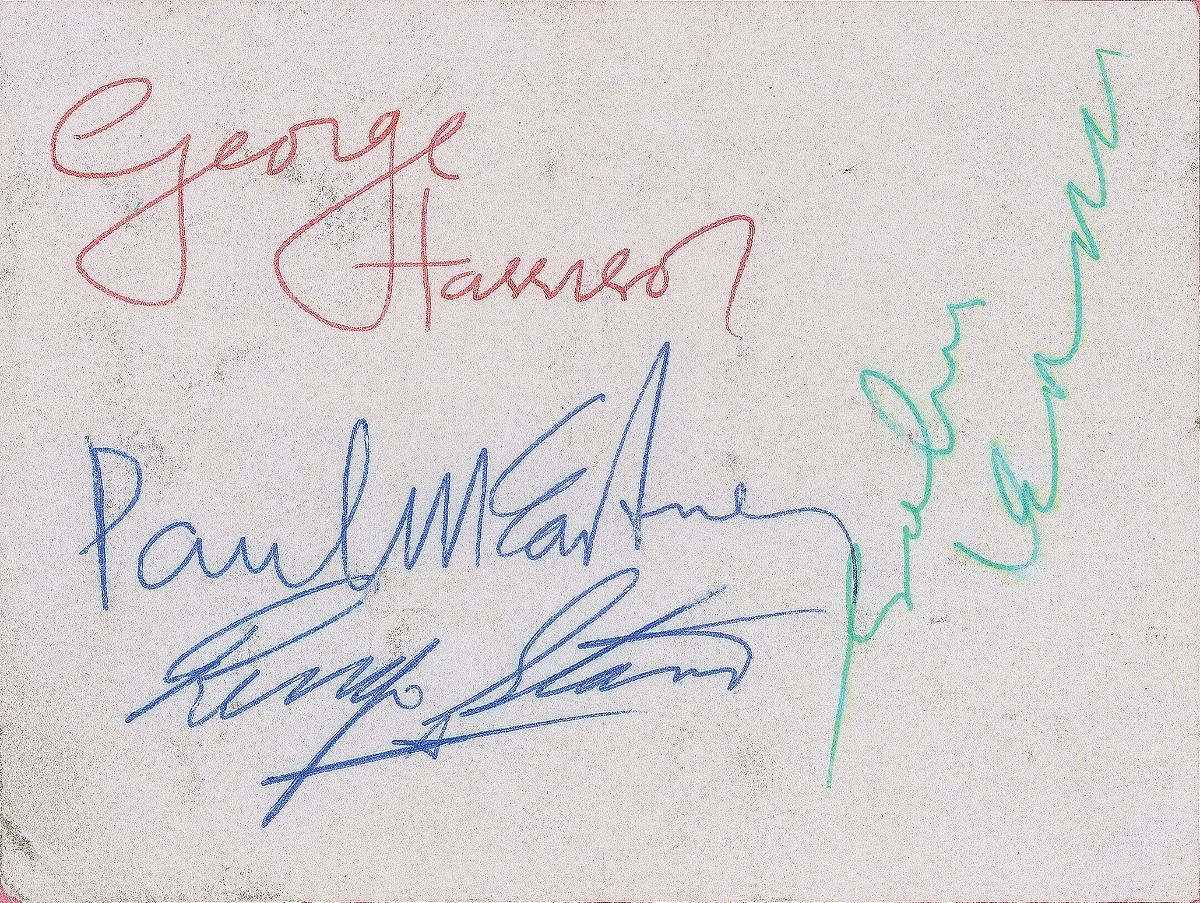 George
Harrison
Paul McCartney
Ringo Starr
John
Lennon